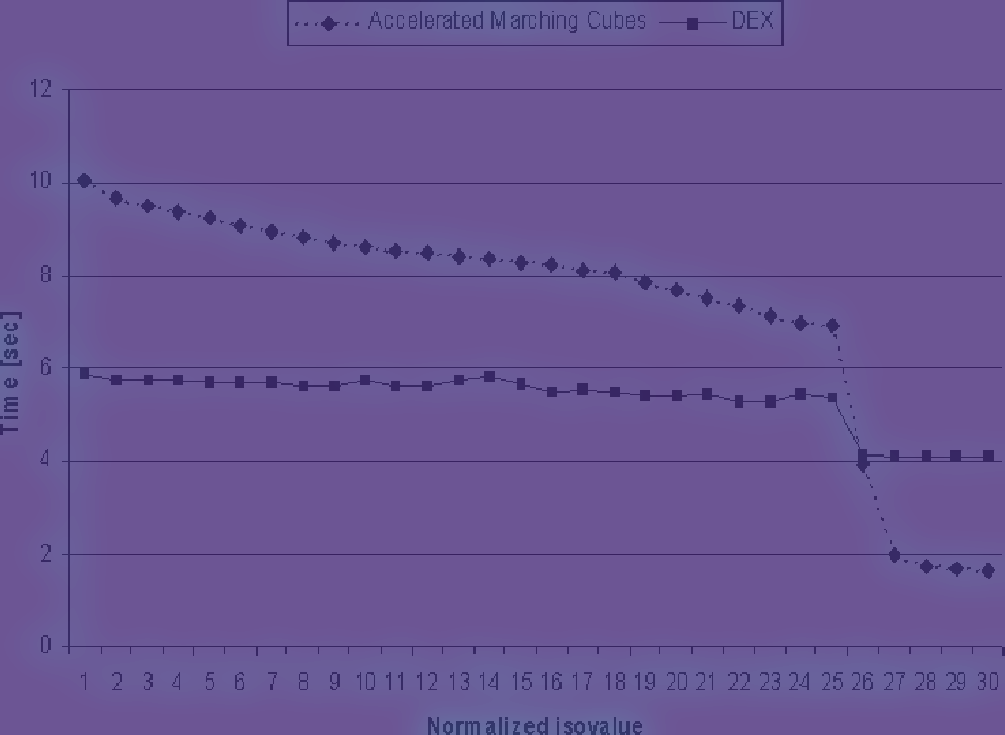 Accelerated Marching Cubes DEX
12
10
8
6
4
2
0
Time [sec]
1 2 3 4 5 6 7 8 9 10 11 12 13 14 15 16 17 18 19 20 21 22 23 24 25 26 27 28 29 30
Normalized isovalue